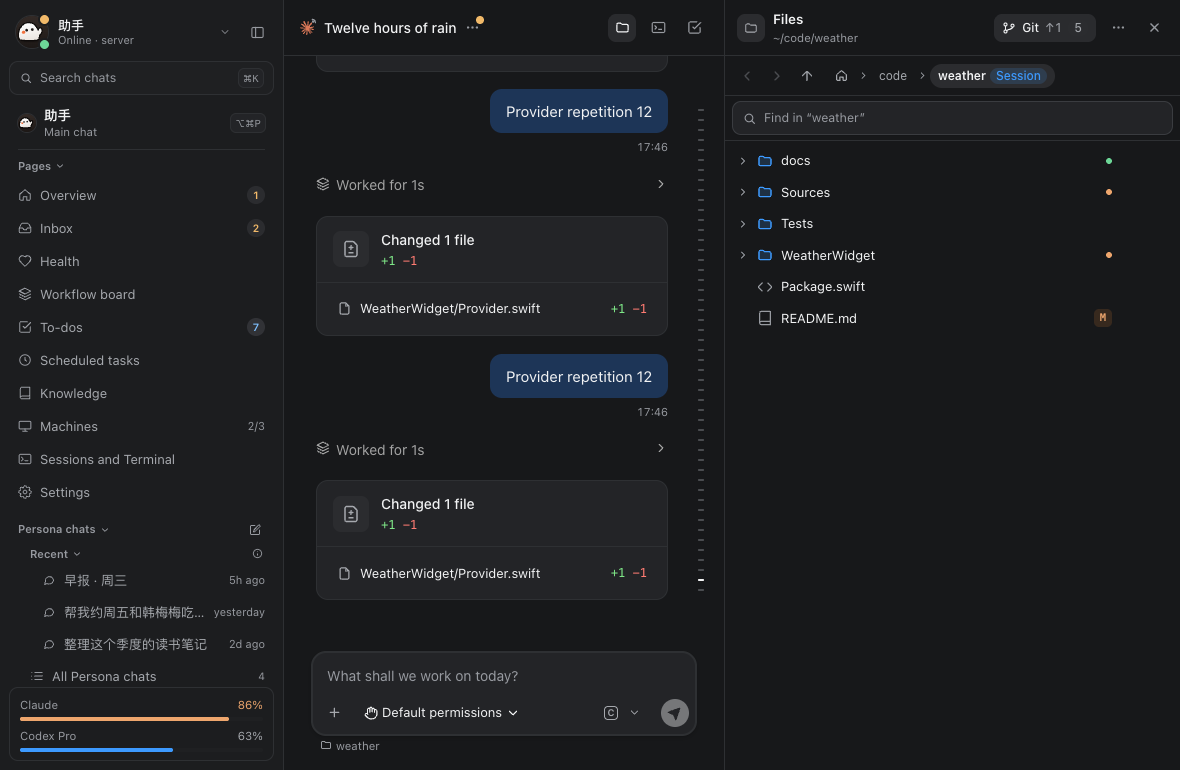 助手
Online · server
Search chats
⌘K
助手
Main chat
⌥⌘P
Pages
Overview
1
Inbox
2
Health
Workflow board
To-dos
7
Scheduled tasks
Knowledge
Machines
2/3
Sessions and Terminal
Settings
Persona chats
Recent
早报 · 周三
5h ago
帮我约周五和韩梅梅吃...
yesterday
整理这个季度的读书笔记
2d ago
All Persona chats
4
Claude
86%
Codex Pro
63%
Twelve hours of rain
Provider repetition 12
17:46
Worked for 1s
Changed 1 file
+1 −1
WeatherWidget/Provider.swift
+1 −1
Provider repetition 12
17:46
Worked for 1s
Changed 1 file
+1 −1
WeatherWidget/Provider.swift
+1 −1
What shall we work on today?
Default permissions
C
weather
Files
~/code/weather
Git ↑1 5
code
weather Session
Find in “weather”
docs
Sources
Tests
WeatherWidget
Package.swift
README.md
M